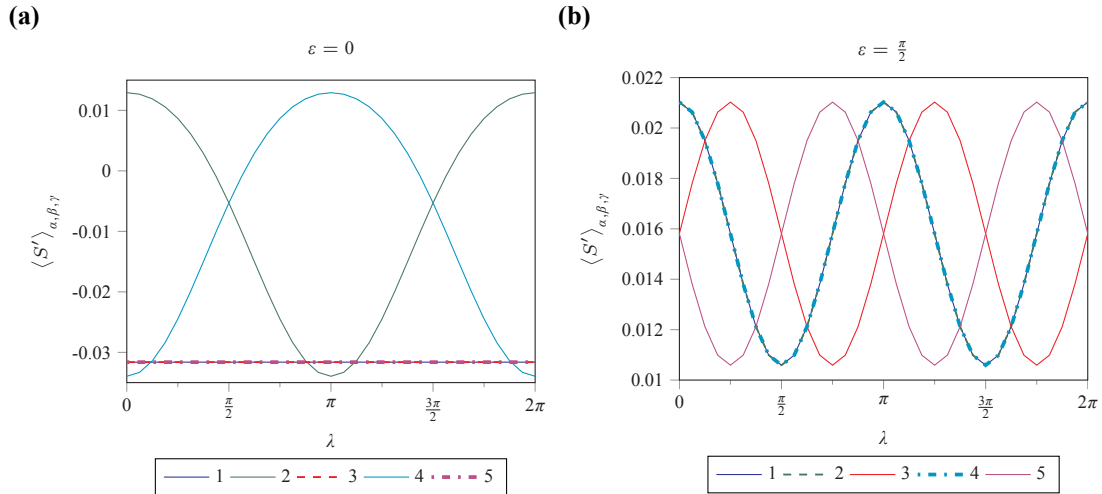 (a)
ε = 0
0.01
0
-0.01
-0.02
-0.03
⟨S′⟩α,β,γ
0
π/2
π
3π/2
2π
λ
1 2 3 4 5
(b)
ε = π/2
0.022
0.02
0.018
0.016
0.014
0.012
0.01
⟨S′⟩α,β,γ
0
π/2
π
3π/2
2π
λ
1 2 3 4 5